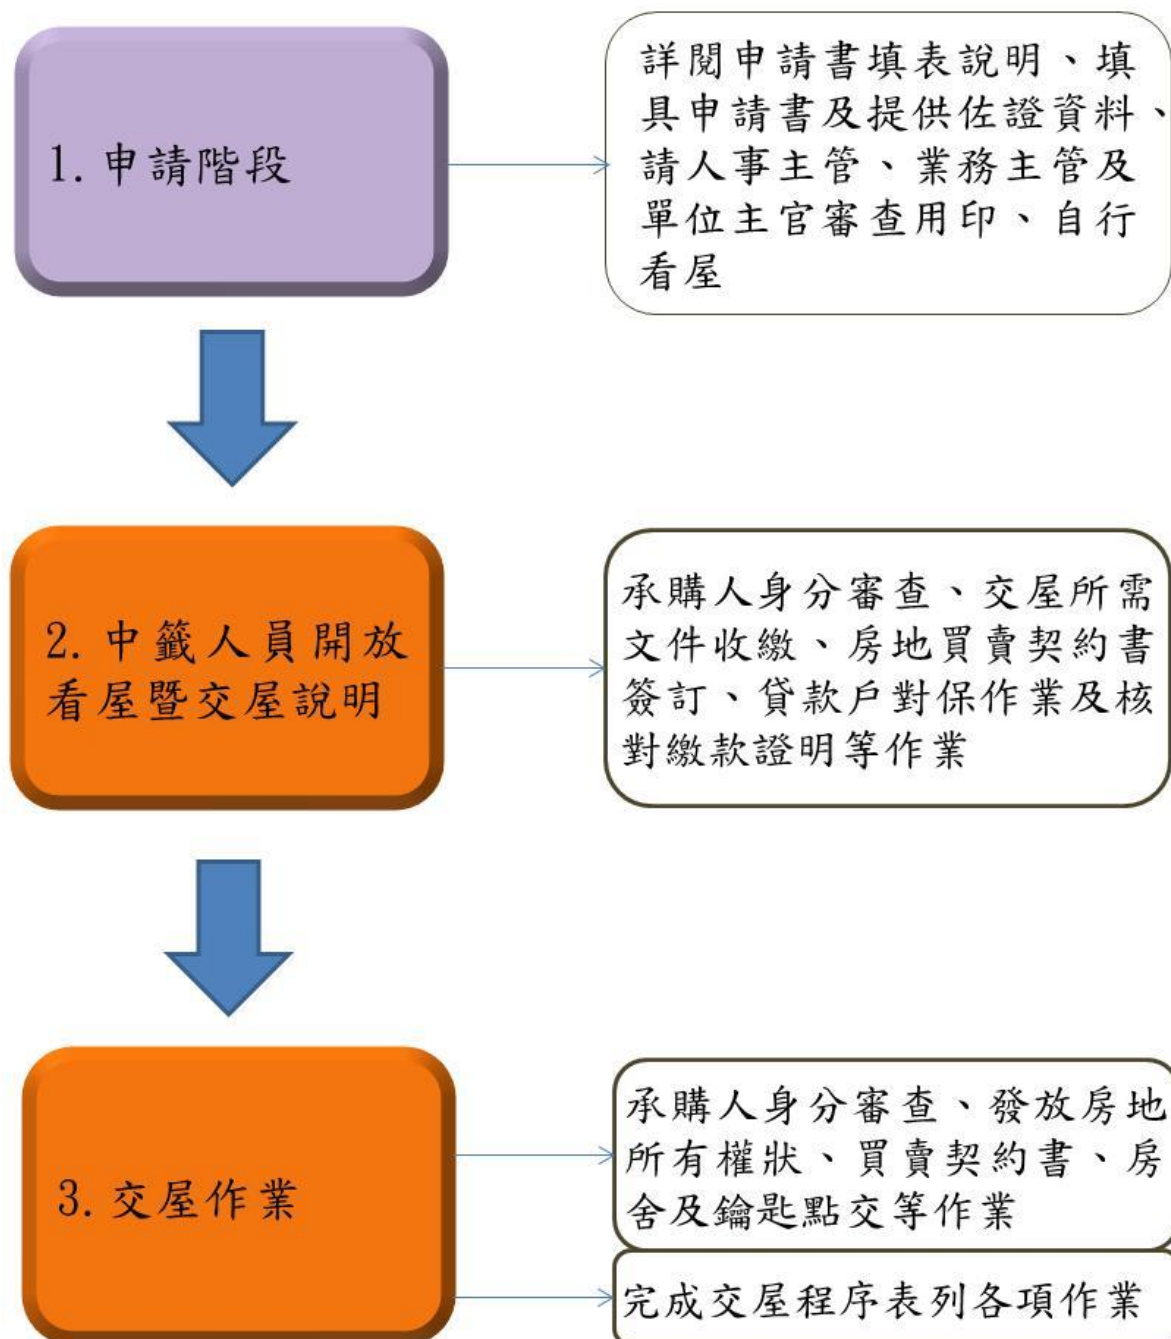 1. 申請階段
詳閱申請書填表說明、填
具申請書及提供佐證資料、
請人事主管、業務主管及
單位主官審查用印、自行
看屋
2. 中籤人員開放
看屋暨交屋說明
承購人身分審查、交屋所需
文件收繳、房地買賣契約書
簽訂、貸款戶對保作業及核
對繳款證明等作業
3. 交屋作業
承購人身分審查、發放房地
所有權狀、買賣契約書、房
舍及鑰匙點交等作業
完成交屋程序表列各項作業